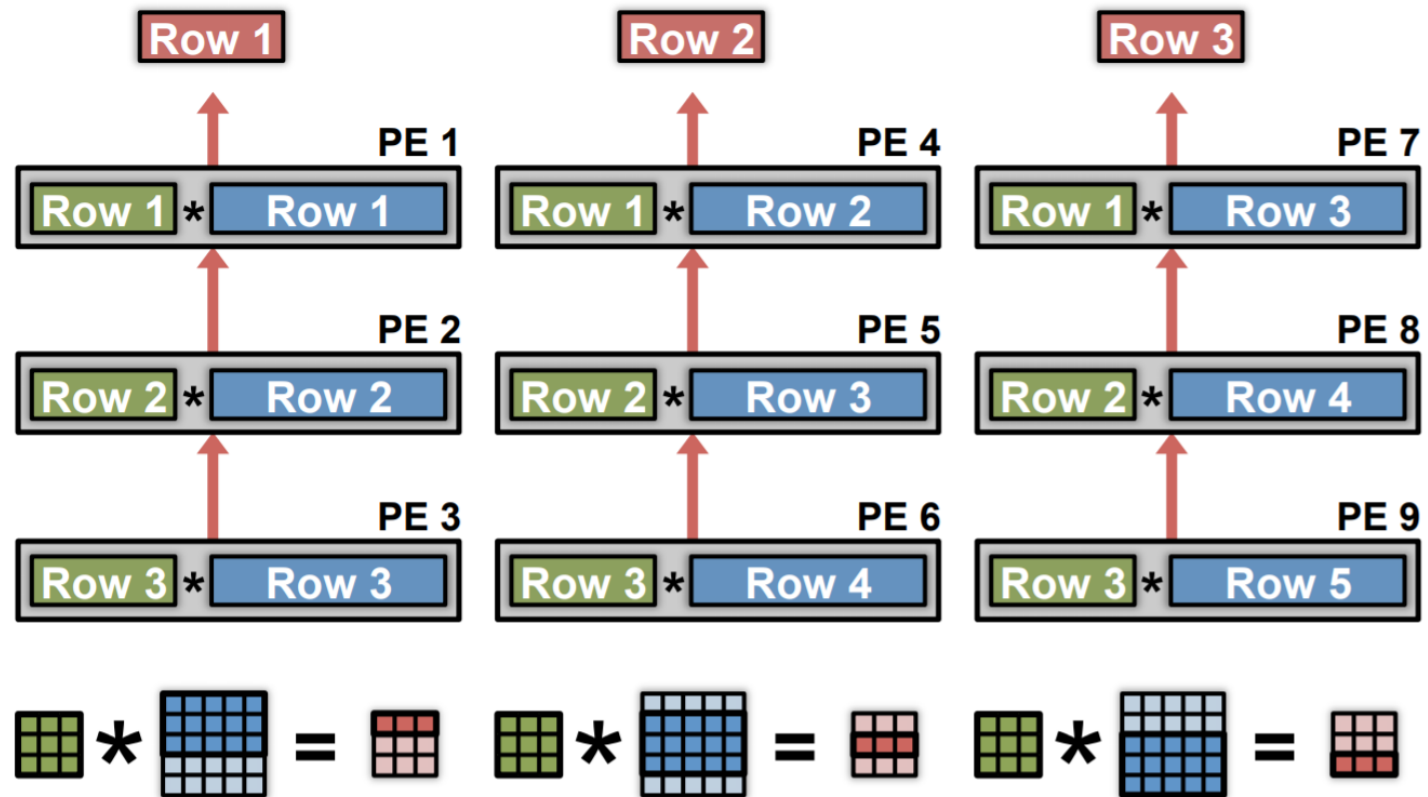 Row 1 Row 2 Row 3
PE 1 PE 4 PE 7
Row 1 * Row 1 Row 1 * Row 2 Row 1 * Row 3
PE 2 PE 5 PE 8
Row 2 * Row 2 Row 2 * Row 3 Row 2 * Row 4
PE 3 PE 6 PE 9
Row 3 * Row 3 Row 3 * Row 4 Row 3 * Row 5
* = * = * =